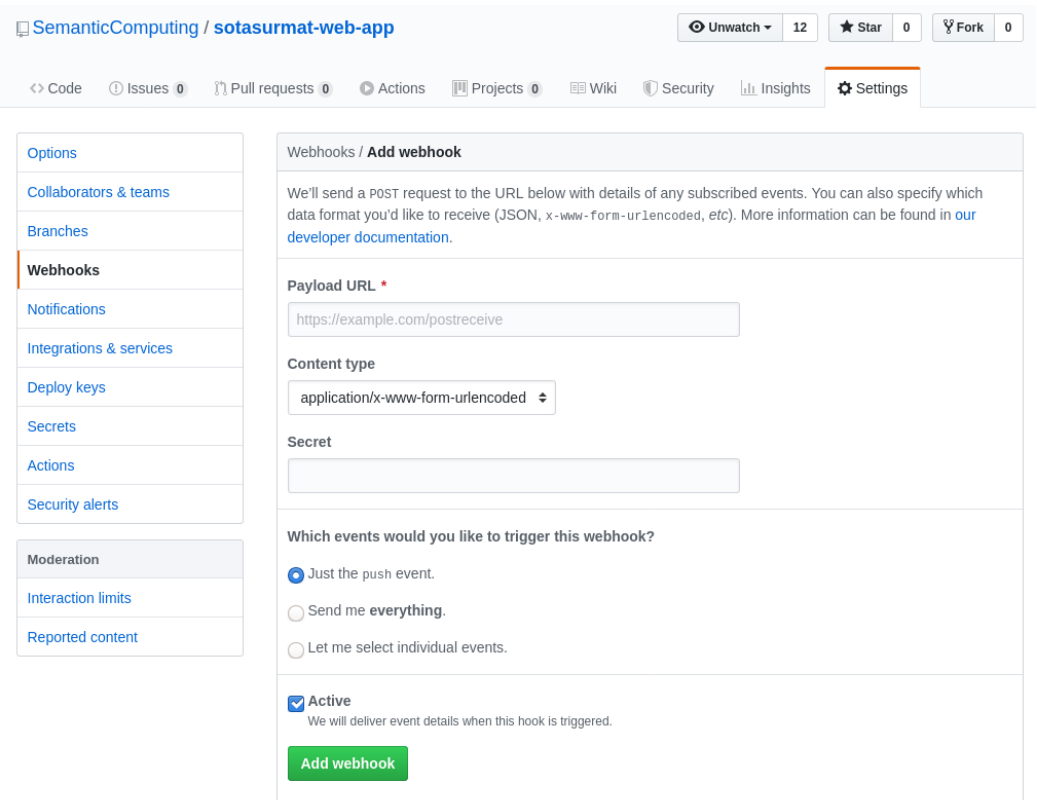 SemanticComputing / sotasurmat-web-app
Unwatch 12 Star 0 Fork 0
Code Issues 0 Pull requests 0 Actions Projects 0 Wiki Security Insights Settings
Options
Collaborators & teams
Branches
Webhooks
Notifications
Integrations & services
Deploy keys
Secrets
Actions
Security alerts
Moderation
Interaction limits
Reported content
Webhooks / Add webhook
We'll send a POST request to the URL below with details of any subscribed events. You can also specify which
data format you'd like to receive (JSON, x-www-form-urlencoded, etc). More information can be found in our
developer documentation.
Payload URL *
https://example.com/postreceive
Content type
application/x-www-form-urlencoded
Secret
Which events would you like to trigger this webhook?
Just the push event.
Send me everything.
Let me select individual events.
Active
We will deliver event details when this hook is triggered.
Add webhook